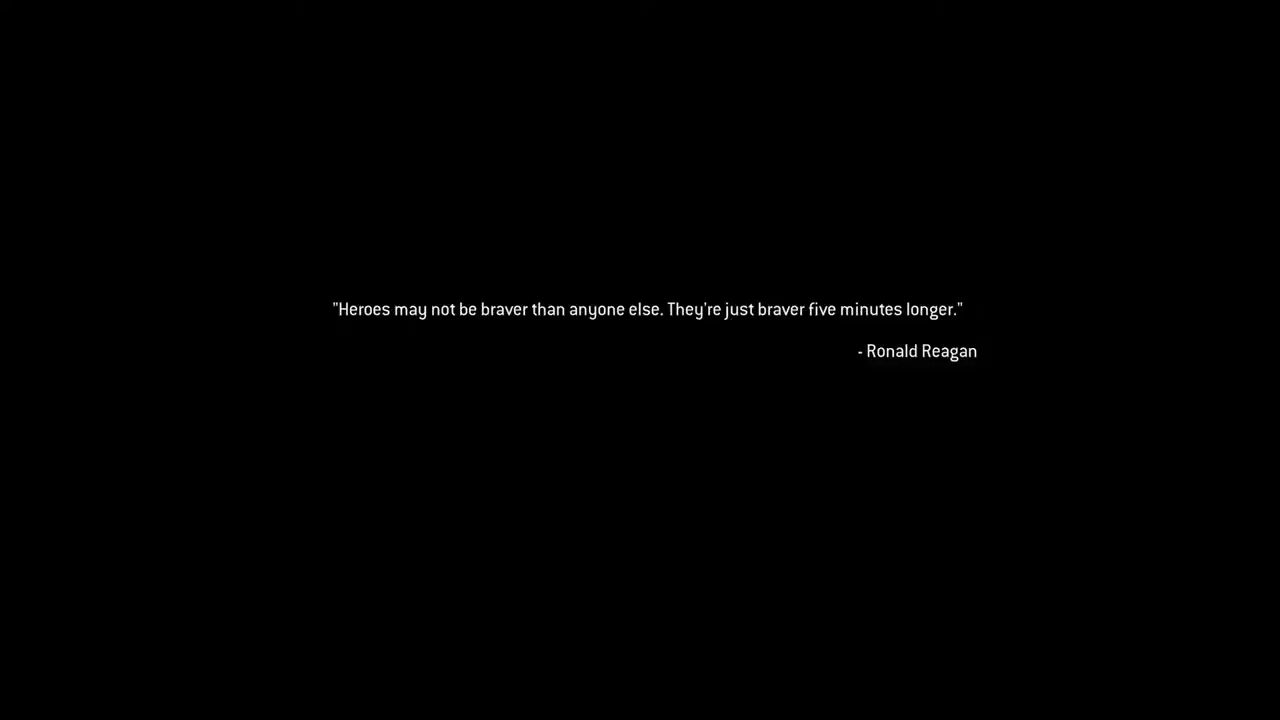 "Heroes may not be braver than anyone else. They're just braver five minutes longer."
- Ronald Reagan